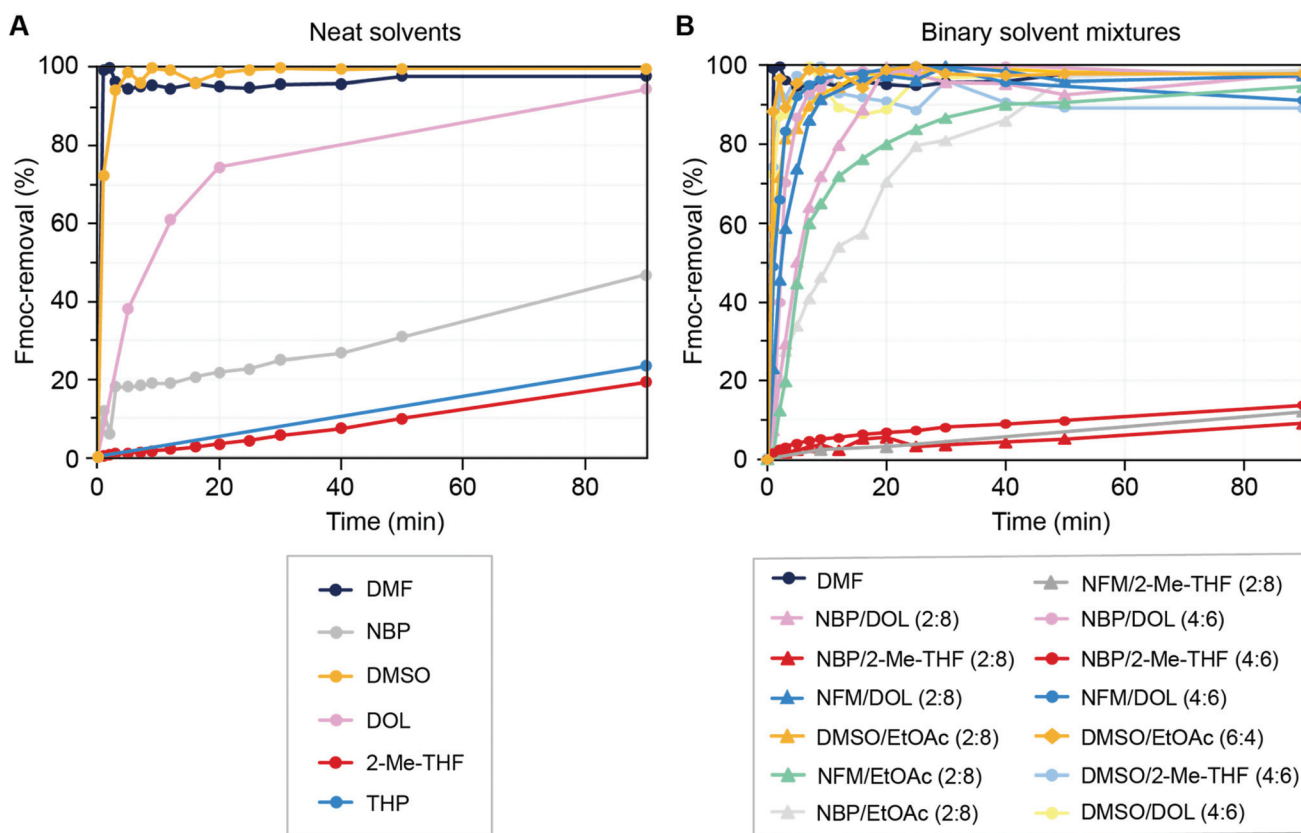 A
Neat solvents
Fmoc-removal (%)
100
80
60
40
20
0
0 20 40 60 80
Time (min)
DMF
NBP
DMSO
DOL
2-Me-THF
THP
B
Binary solvent mixtures
Fmoc-removal (%)
100
80
60
40
20
0
0 20 40 60 80
Time (min)
DMF NFM/2-Me-THF (2:8)
NBP/DOL (2:8) NBP/DOL (4:6)
NBP/2-Me-THF (2:8) NBP/2-Me-THF (4:6)
NFM/DOL (2:8) NFM/DOL (4:6)
DMSO/EtOAc (2:8) DMSO/EtOAc (6:4)
NFM/EtOAc (2:8) DMSO/2-Me-THF (4:6)
NBP/EtOAc (2:8) DMSO/DOL (4:6)